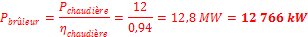 P_brûleur = P_chaudière / η_chaudière = 12 / 0,94 = 12,8 MW = 12 766 kW